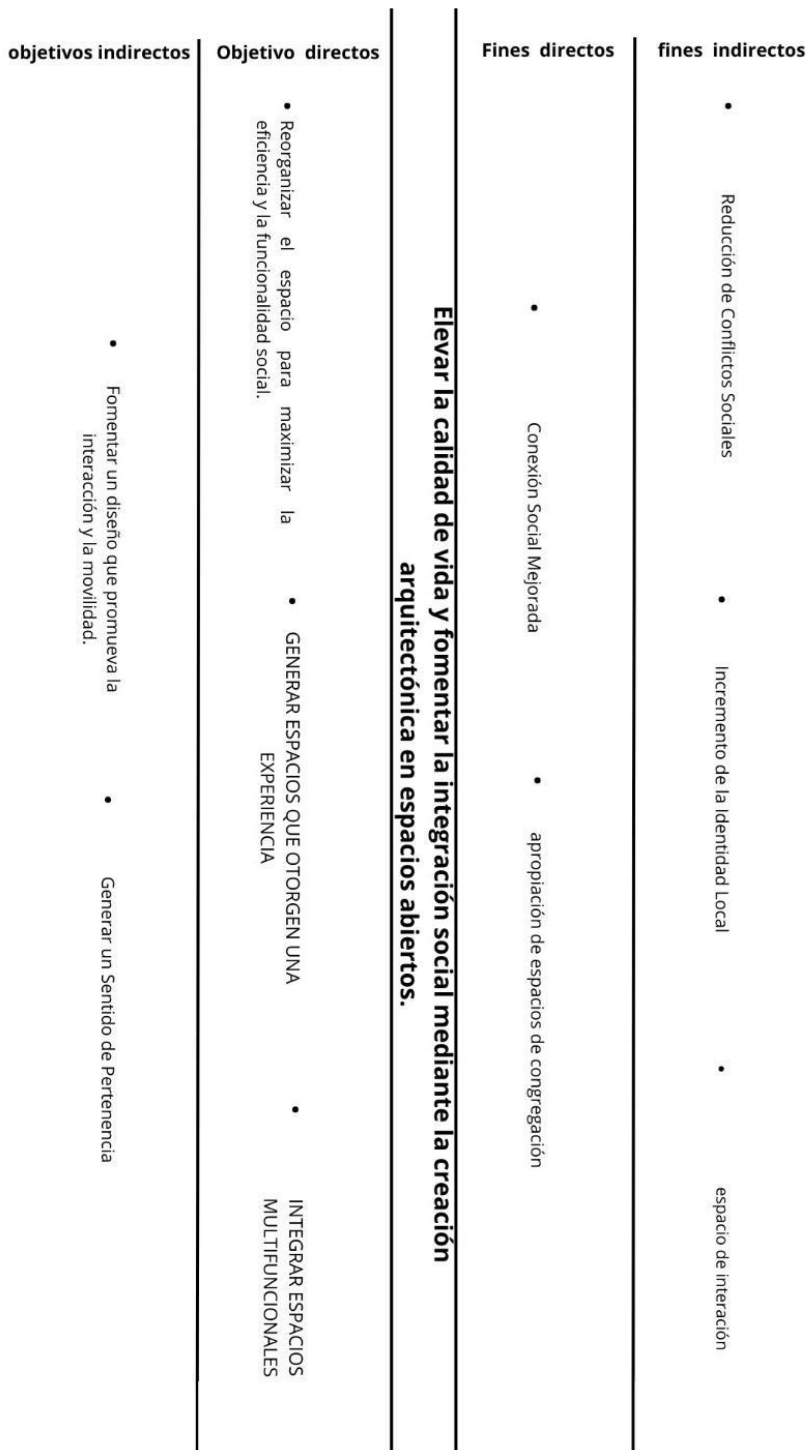 fines indirectos
Reducción de Conflictos Sociales
Incremento de la Identidad Local
espacio de interación
Fines directos
Conexión Social Mejorada
apropiación de espacios de congregación
Elevar la calidad de vida y fomentar la integración social mediante la creación
arquitectónica en espacios abiertos.
Objetivo directos
Reorganizar el espacio para maximizar la
eficiencia y la funcionalidad social.
GENERAR ESPACIOS QUE OTORGEN UNA
EXPERIENCIA
INTEGRAR ESPACIOS
MULTIFUNCIONALES
objetivos indirectos
Fomentar un diseño que promueva la
interacción y la movilidad.
Generar un Sentido de Pertenencia